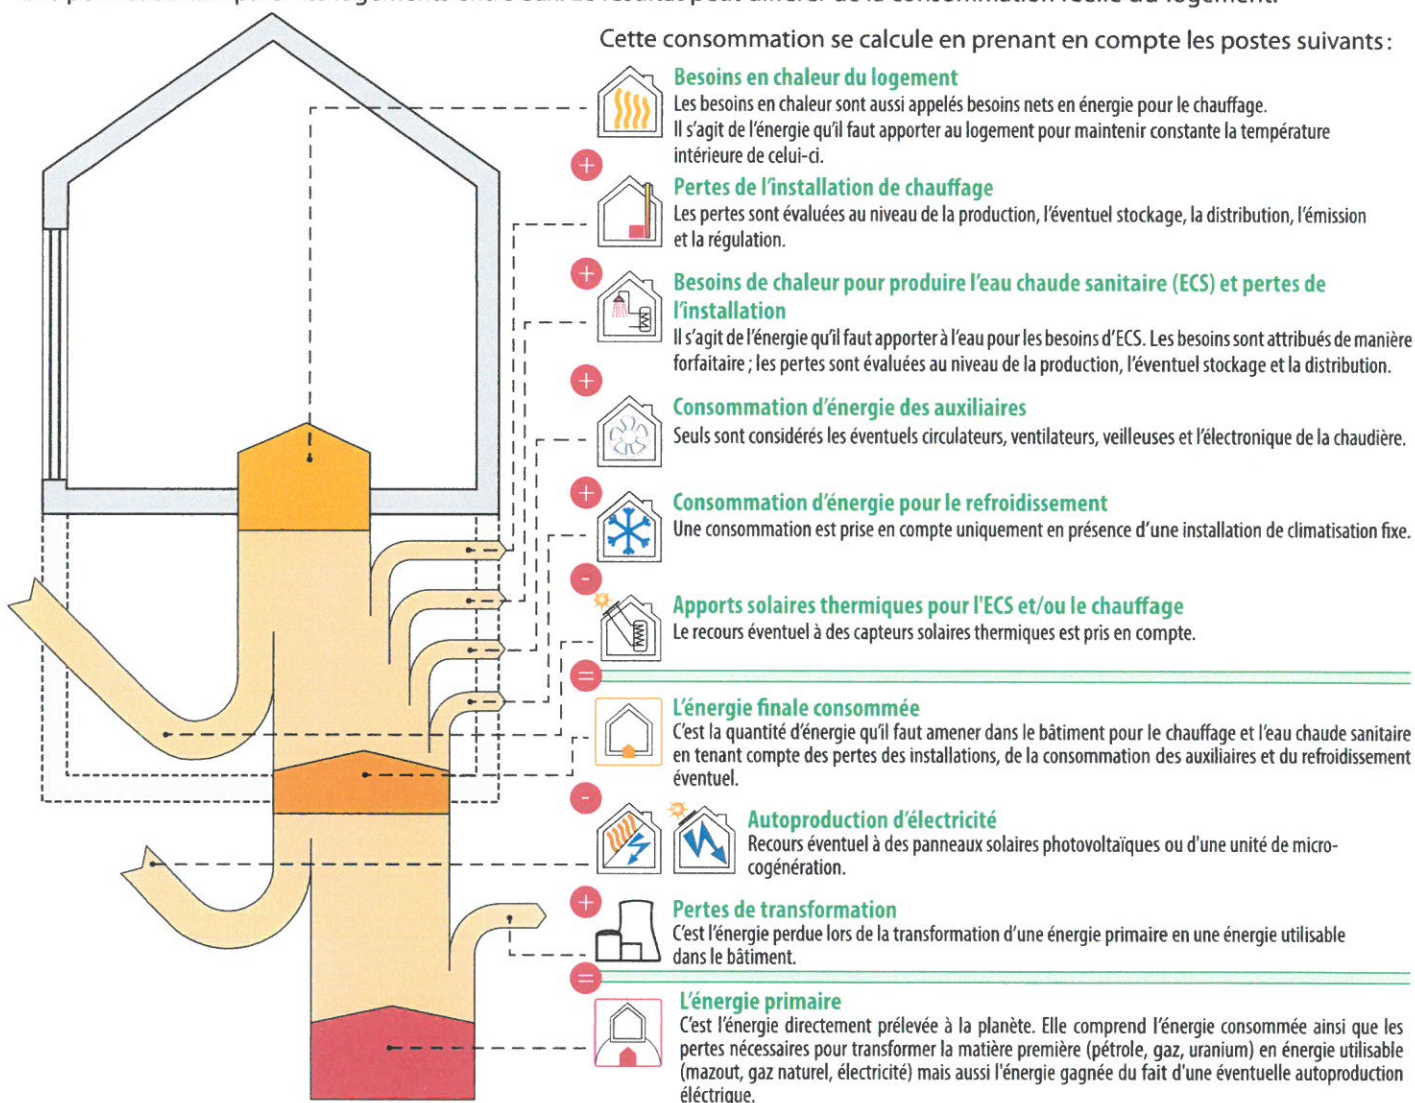 Cette consommation se calcule en prenant en compte les postes suivants :
Besoins en chaleur du logement
Les besoins en chaleur sont aussi appelés besoins nets en énergie pour le chauffage.
Il s'agit de l'énergie qu'il faut apporter au logement pour maintenir constante la température
intérieure de celui-ci.
+
Pertes de l'installation de chauffage
Les pertes sont évaluées au niveau de la production, l'éventuel stockage, la distribution, l'émission
et la régulation.
+
Besoins de chaleur pour produire l'eau chaude sanitaire (ECS) et pertes de
l'installation
Il s'agit de l'énergie qu'il faut apporter à l'eau pour les besoins d'ECS. Les besoins sont attribués de manière
forfaitaire ; les pertes sont évaluées au niveau de la production, l'éventuel stockage et la distribution.
+
Consommation d'énergie des auxiliaires
Seuls sont considérés les éventuels circulateurs, ventilateurs, veilleuses et l'électronique de la chaudière.
+
Consommation d'énergie pour le refroidissement
Une consommation est prise en compte uniquement en présence d'une installation de climatisation fixe.
-
Apports solaires thermiques pour l'ECS et/ou le chauffage
Le recours éventuel à des capteurs solaires thermiques est pris en compte.
=
L'énergie finale consommée
C'est la quantité d'énergie qu'il faut amener dans le bâtiment pour le chauffage et l'eau chaude sanitaire
en tenant compte des pertes des installations, de la consommation des auxiliaires et du refroidissement
éventuel.
-
Autoproduction d'électricité
Recours éventuel à des panneaux solaires photovoltaïques ou d'une unité de micro-
cogénération.
+
Pertes de transformation
C'est l'énergie perdue lors de la transformation d'une énergie primaire en une énergie utilisable
dans le bâtiment.
=
L'énergie primaire
C'est l'énergie directement prélevée à la planète. Elle comprend l'énergie consommée ainsi que les
pertes nécessaires pour transformer la matière première (pétrole, gaz, uranium) en énergie utilisable
(mazout, gaz naturel, électricité) mais aussi l'énergie gagnée du fait d'une éventuelle autoproduction
éléctrique.